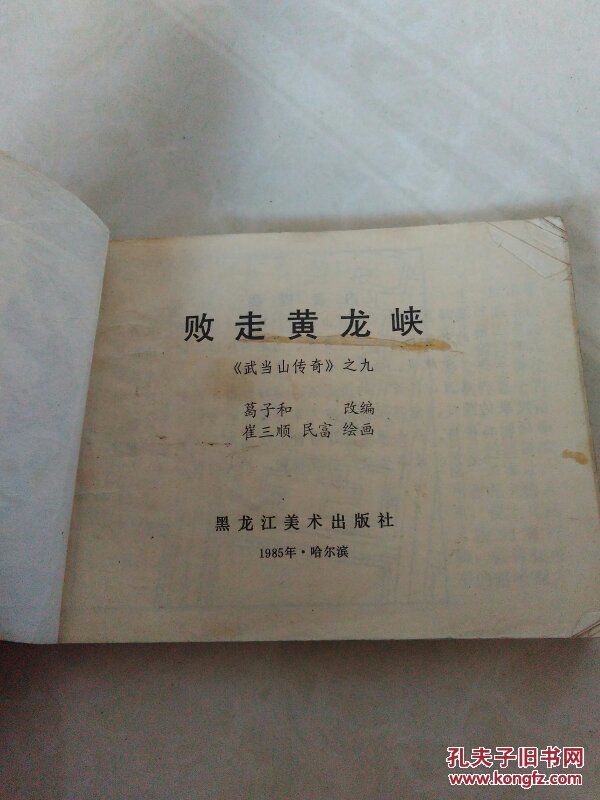 败走黄龙峡
《武当山传奇》之九
葛子和 改编
崔三顺 民富 绘画
黑龙江美术出版社
1985年·哈尔滨
孔夫子旧书网
www.kongfz.com